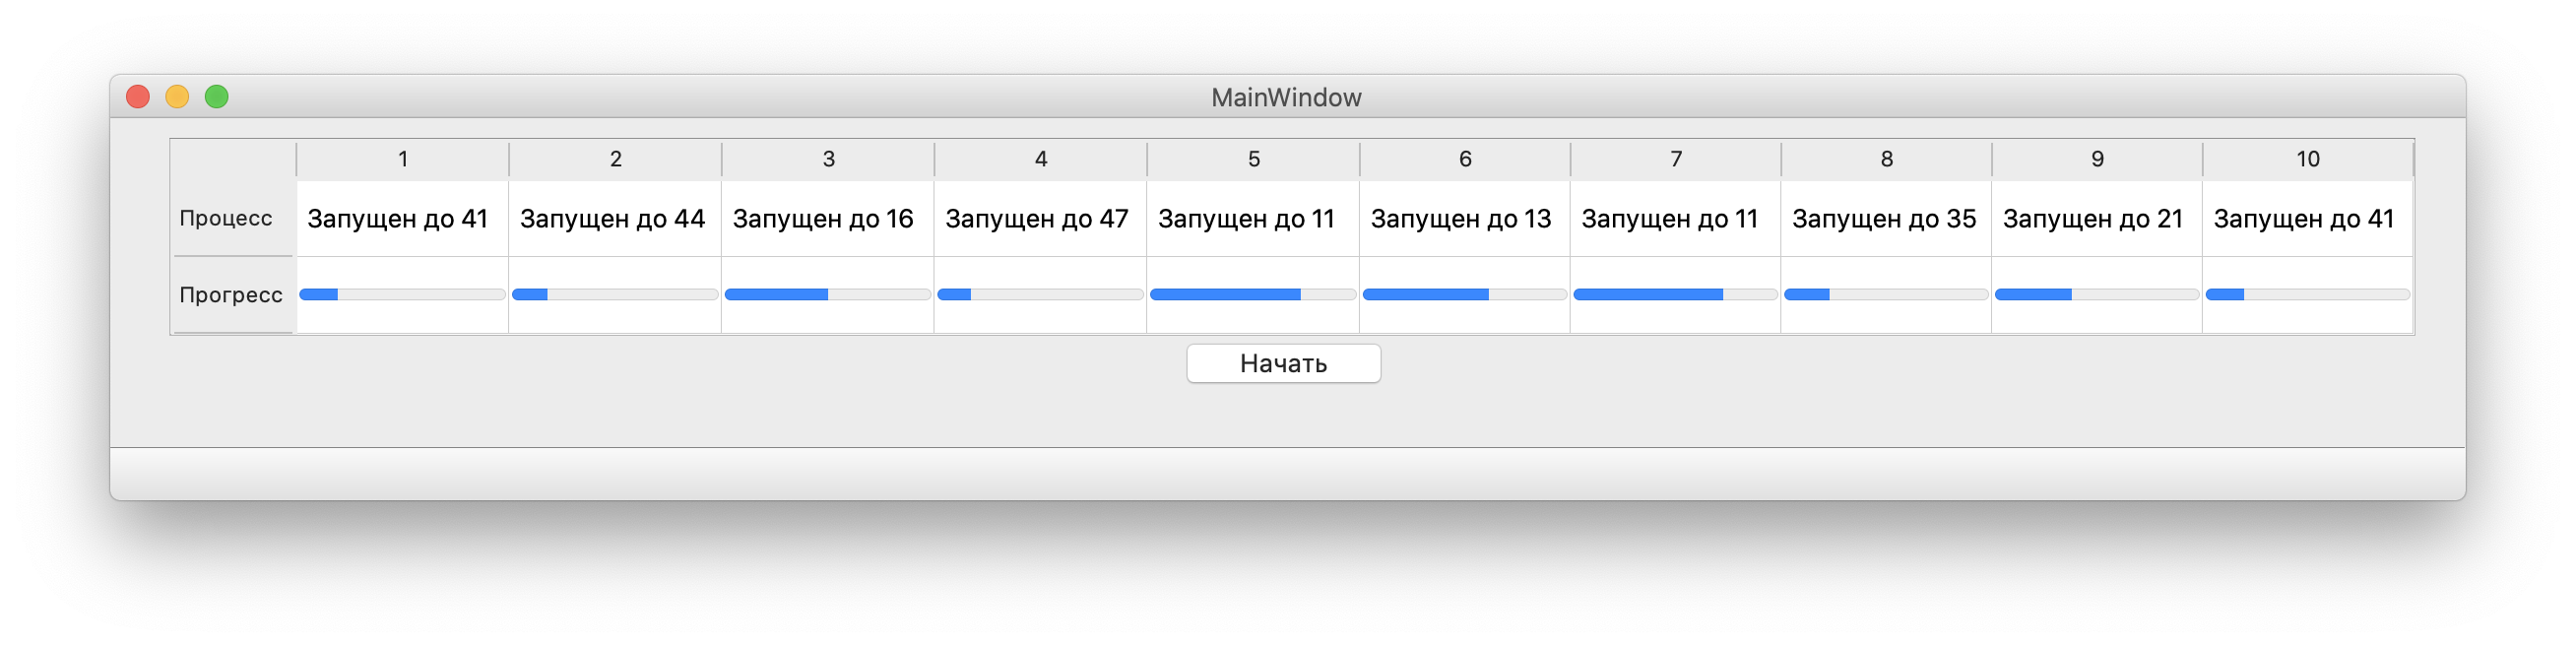 MainWindow
1 2 3 4 5 6 7 8 9 10
Процесс Запущен до 41 Запущен до 44 Запущен до 16 Запущен до 47 Запущен до 11 Запущен до 13 Запущен до 11 Запущен до 35 Запущен до 21 Запущен до 41
Прогресс
Начать